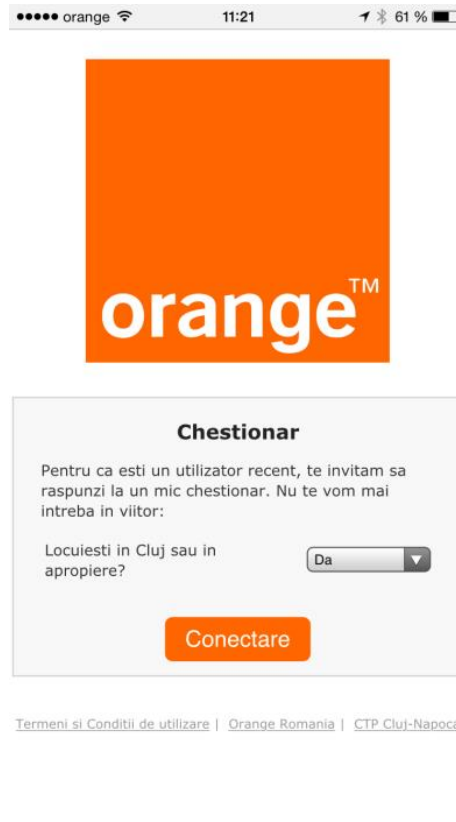 orange 11:21 61 %
orange™
Chestionar
Pentru ca esti un utilizator recent, te invitam sa
raspunzi la un mic chestionar. Nu te vom mai
intreba in viitor:
Locuiesti in Cluj sau in
apropiere?
Da
Conectare
Termeni si Conditii de utilizare | Orange Romania | CTP Cluj-Napoca